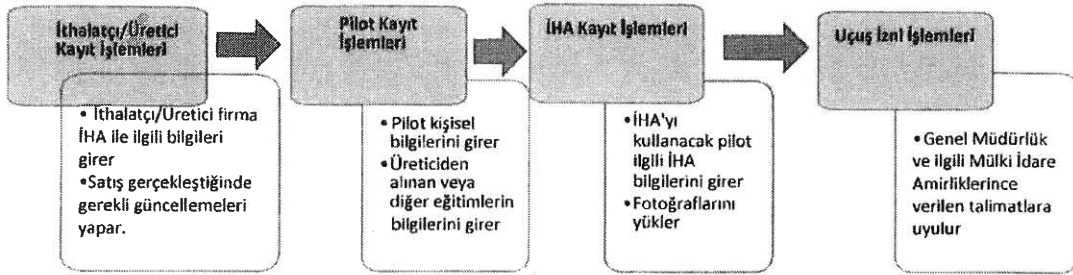 İthalatçı/Üretici
Kayıt İşlemleri
• İthalatçı/Üretici firma
İHA ile ilgili bilgileri
girer
•Satış gerçekleştiğinde
gerekli güncellemeleri
yapar.
Pilot Kayıt
İşlemleri
•Pilot kişisel
bilgilerini girer
•Üreticiden
alınan veya
diğer eğitimlerin
bilgilerini girer
İHA Kayıt İşlemleri
•İHA'yı
kullanacak pilot
ilgili İHA
bilgilerini girer
•Fotoğraflarını
yükler
Uçuş İzni İşlemleri
•Genel Müdürlük
ve ilgili Mülki İdare
Amirliklerince
verilen talimatlara
uyulur